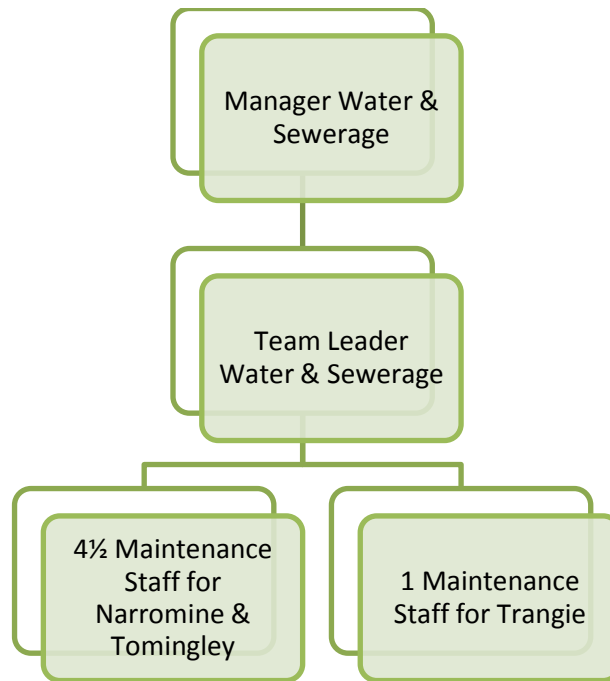 Manager Water &
Sewerage
Team Leader
Water & Sewerage
4½ Maintenance
Staff for
Narromine &
Tomingley
1 Maintenance
Staff for Trangie